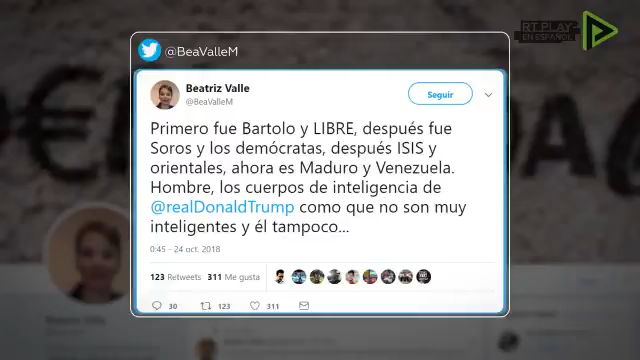 RT PLAY
EN ESPAÑOL
@BeaValleM
Beatriz Valle
@BeaValleM
Seguir
Primero fue Bartolo y LIBRE, después fue
Soros y los demócratas, después ISIS y
orientales, ahora es Maduro y Venezuela.
Hombre, los cuerpos de inteligencia de
@realDonaldTrump como que no son muy
inteligentes y él tampoco...
0:45 - 24 oct. 2018
123 Retweets 311 Me gusta
30 123 311